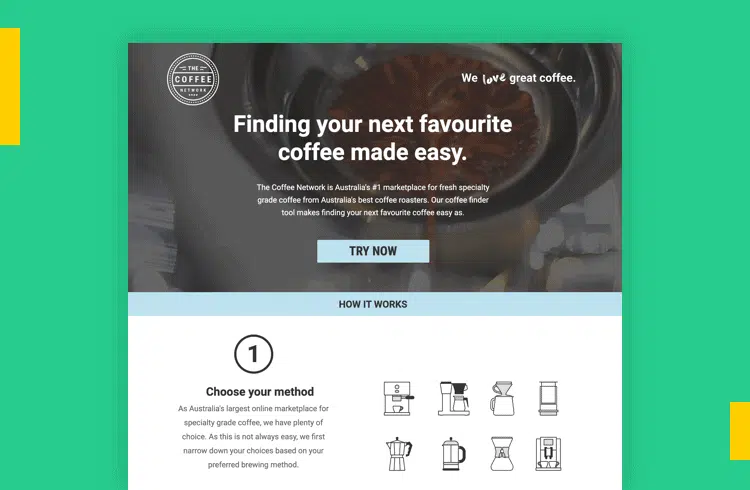 THE
COFFEE
NETWORK
We love great coffee.
Finding your next favourite
coffee made easy.
The Coffee Network is Australia's #1 marketplace for fresh specialty
grade coffee from Australia's best coffee roasters. Our coffee finder
tool makes finding your next favourite coffee easy as.
TRY NOW
HOW IT WORKS
1
Choose your method
As Australia's largest online marketplace for
specialty grade coffee, we have plenty of
choice. As this is not always easy, we first
narrow down your choices based on your
preferred brewing method.